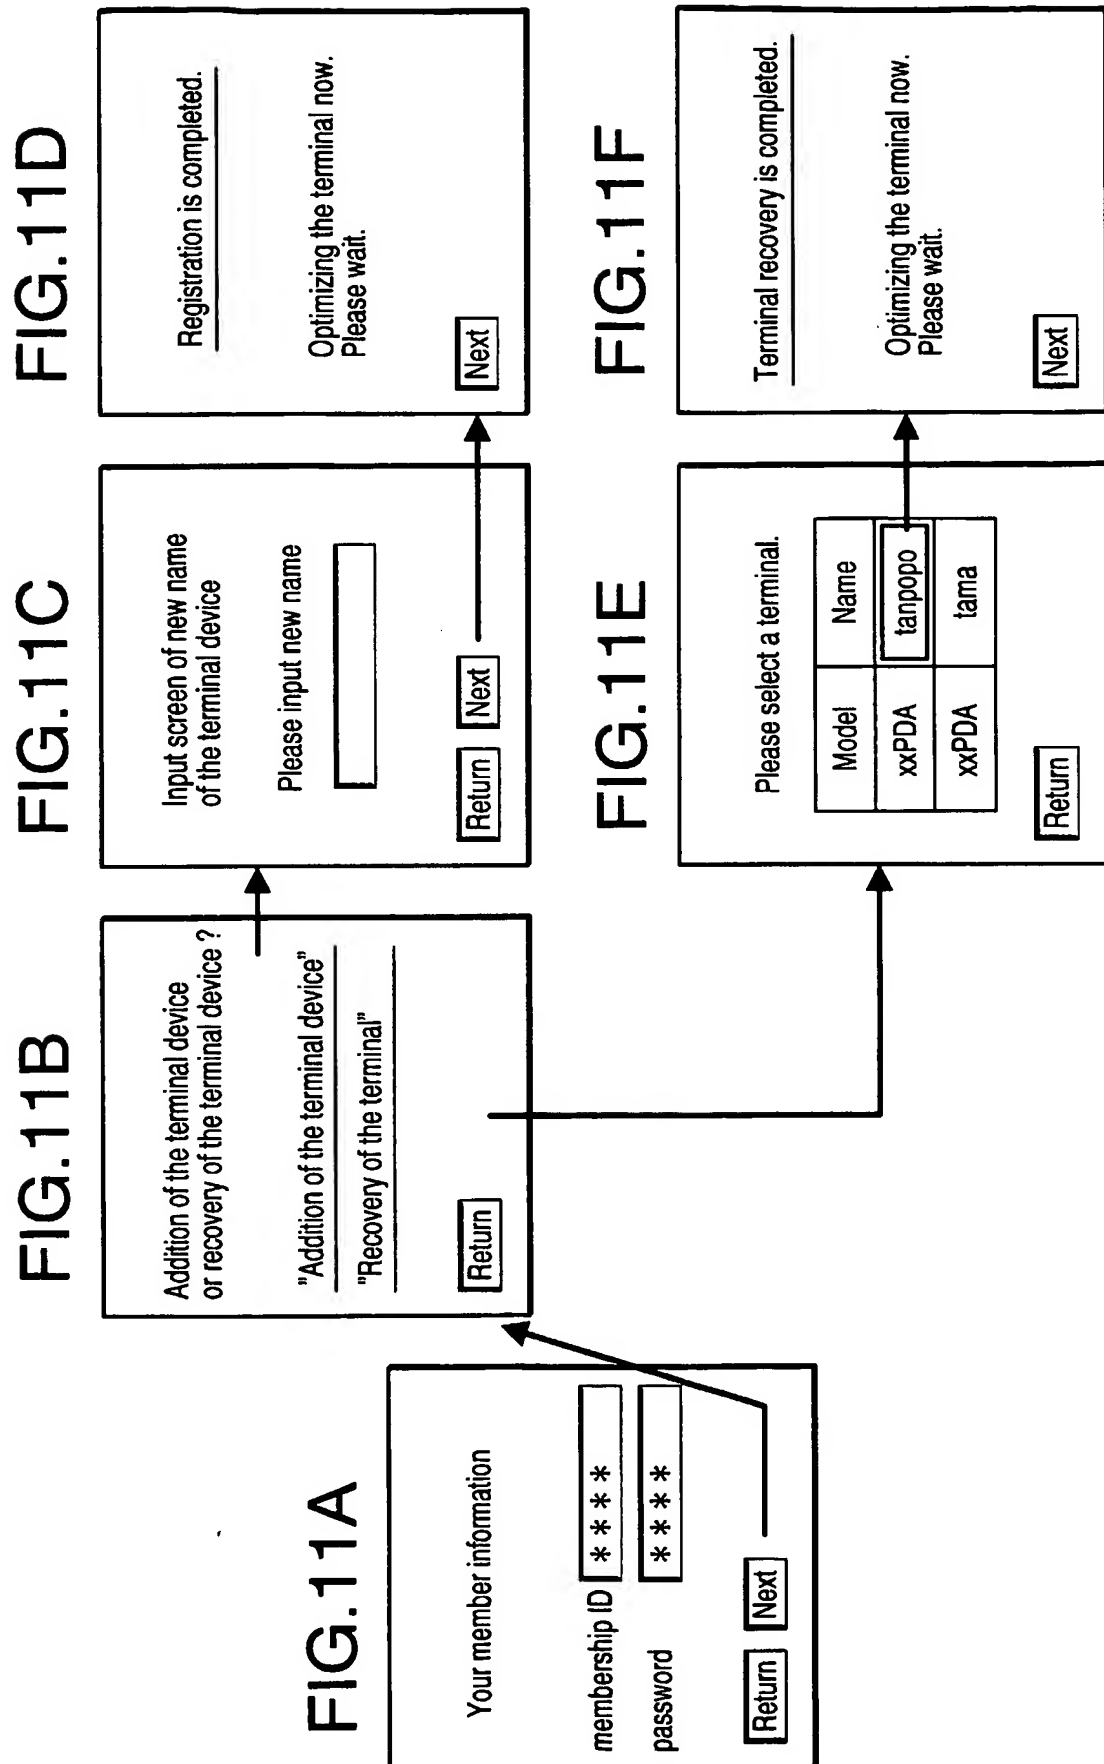 FIG.11A
Your member information
membership ID ****
password ****
Return Next
FIG.11B
Addition of the terminal device
or recovery of the terminal device ?
"Addition of the terminal device"
"Recovery of the terminal"
Return
FIG.11C
Input screen of new name
of the terminal device
Please input new name
Return Next
FIG.11D
Registration is completed.
Optimizing the terminal now.
Please wait.
Next
FIG.11E
Please select a terminal.
Model Name
xxPDA tanpopo
xxPDA tama
Return
FIG.11F
Terminal recovery is completed.
Optimizing the terminal now.
Please wait.
Next